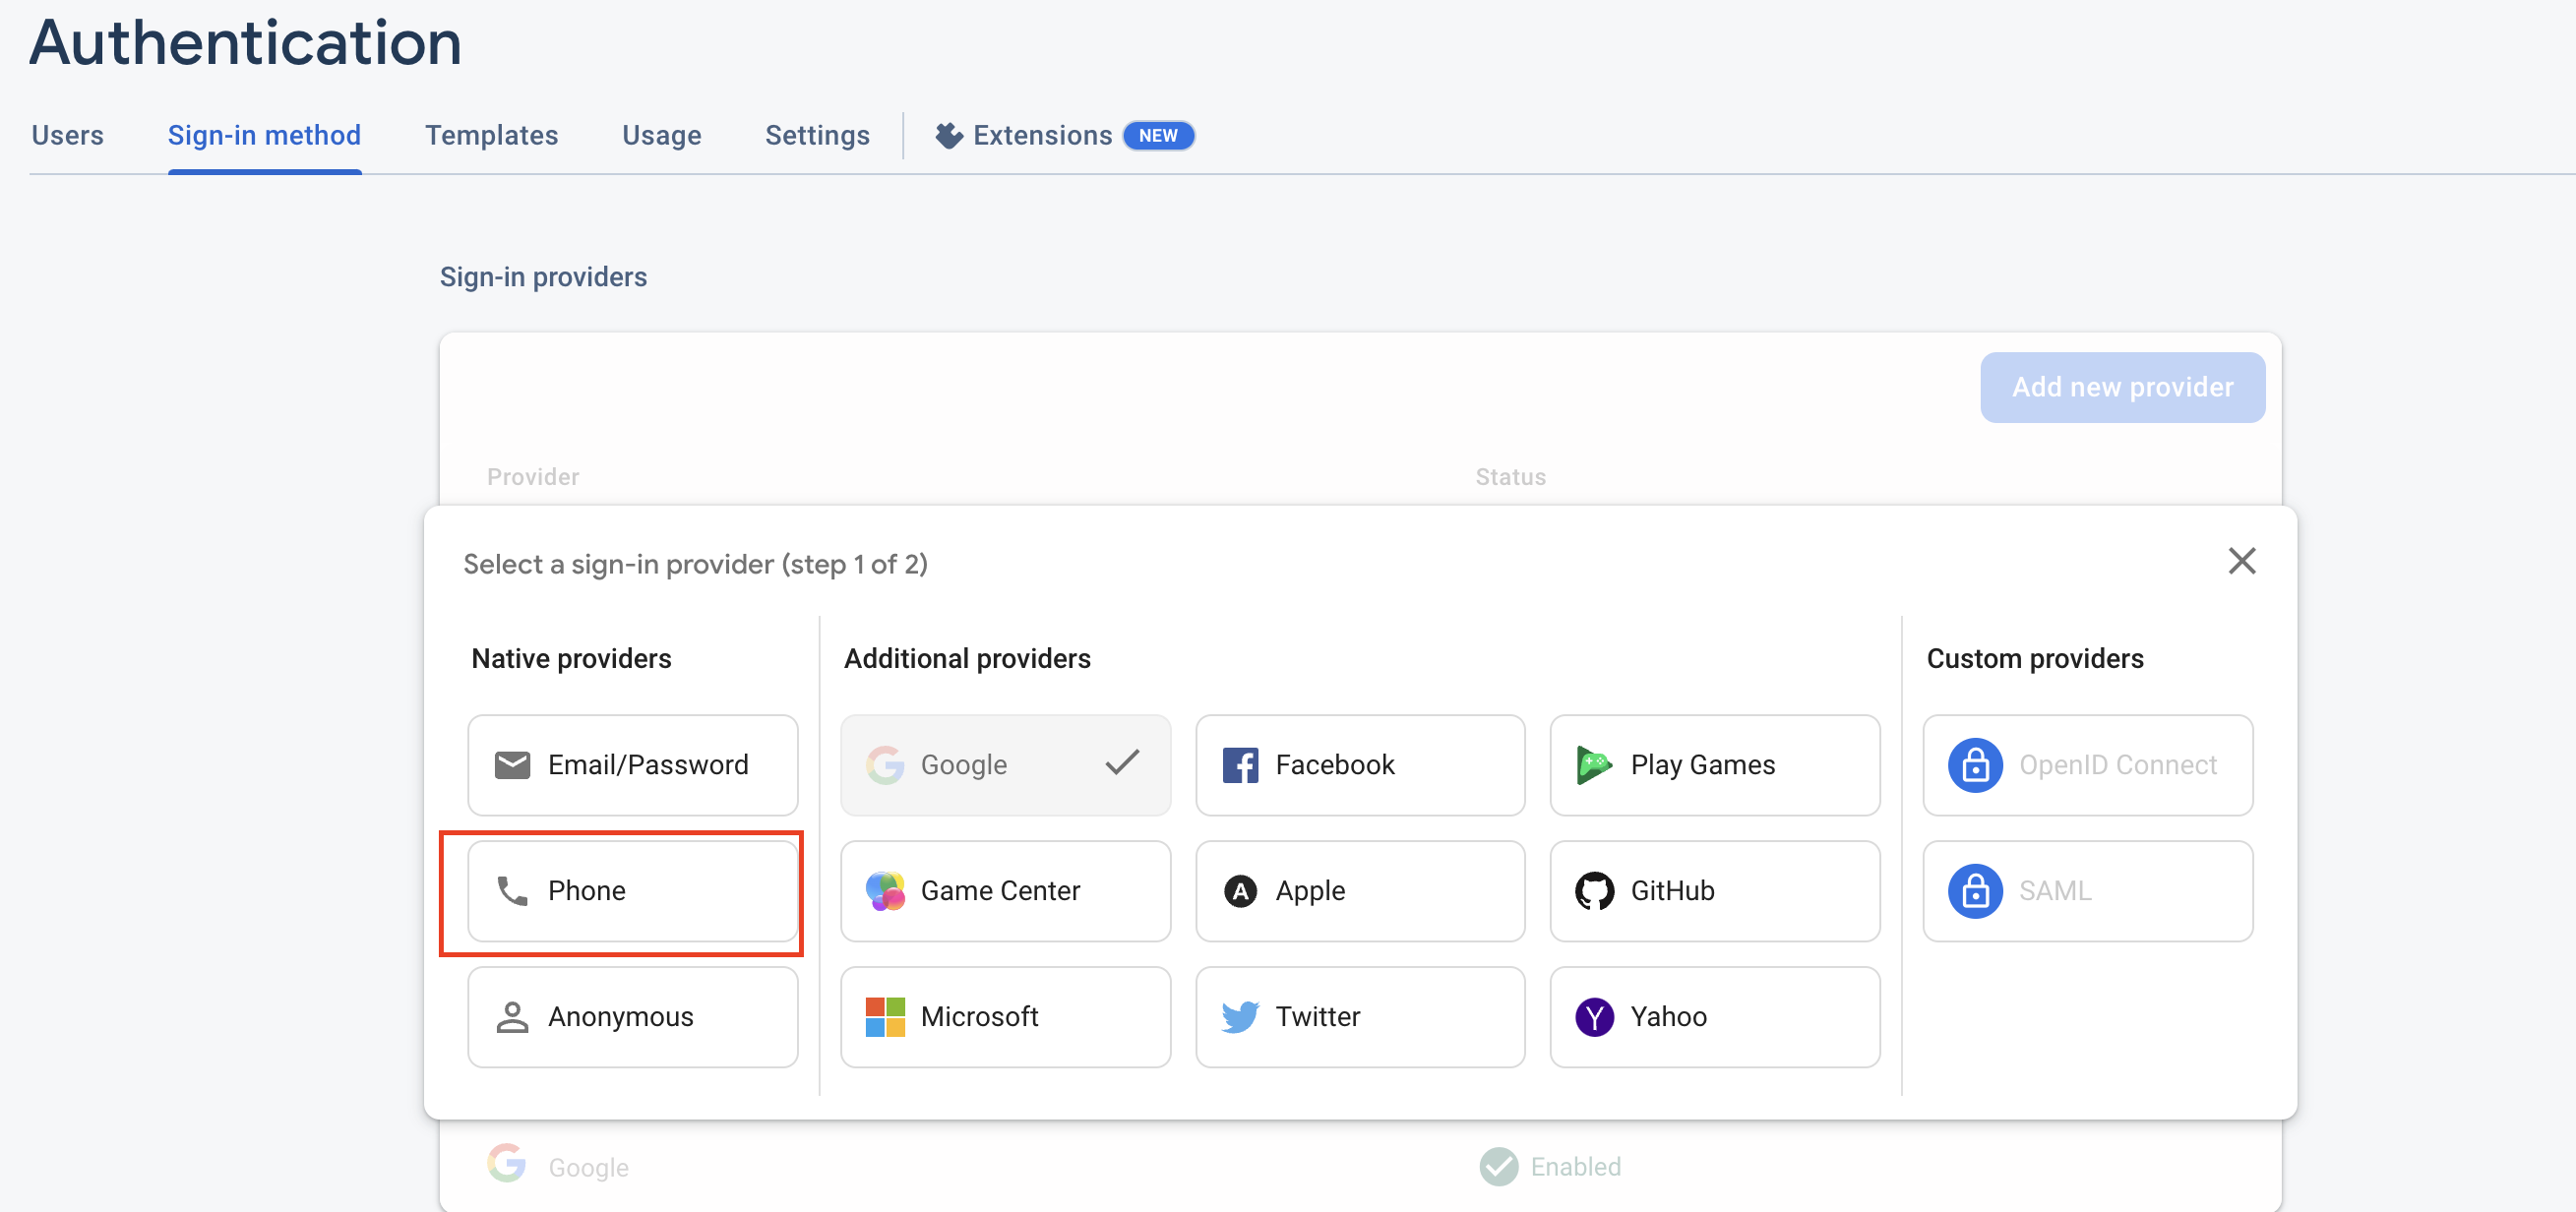 Authentication
Users Sign-in method Templates Usage Settings Extensions NEW
Sign-in providers
Add new provider
Provider Status
Select a sign-in provider (step 1 of 2)
Native providers Additional providers Custom providers
Email/Password Google Facebook Play Games OpenID Connect
Phone Game Center Apple GitHub SAML
Anonymous Microsoft Twitter Yahoo
Google Enabled